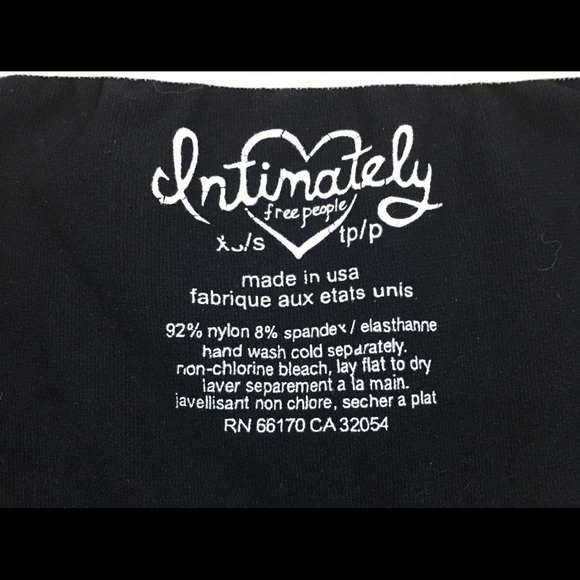 Intimately
free people
xs/s tp/p
made in usa
fabrique aux etats unis
92% nylon 8% spandex / elasthanne
hand wash cold separately.
non-chlorine bleach, lay flat to dry
laver separement a la main.
javellisant non chlore, secher a plat
RN 66170 CA 32054